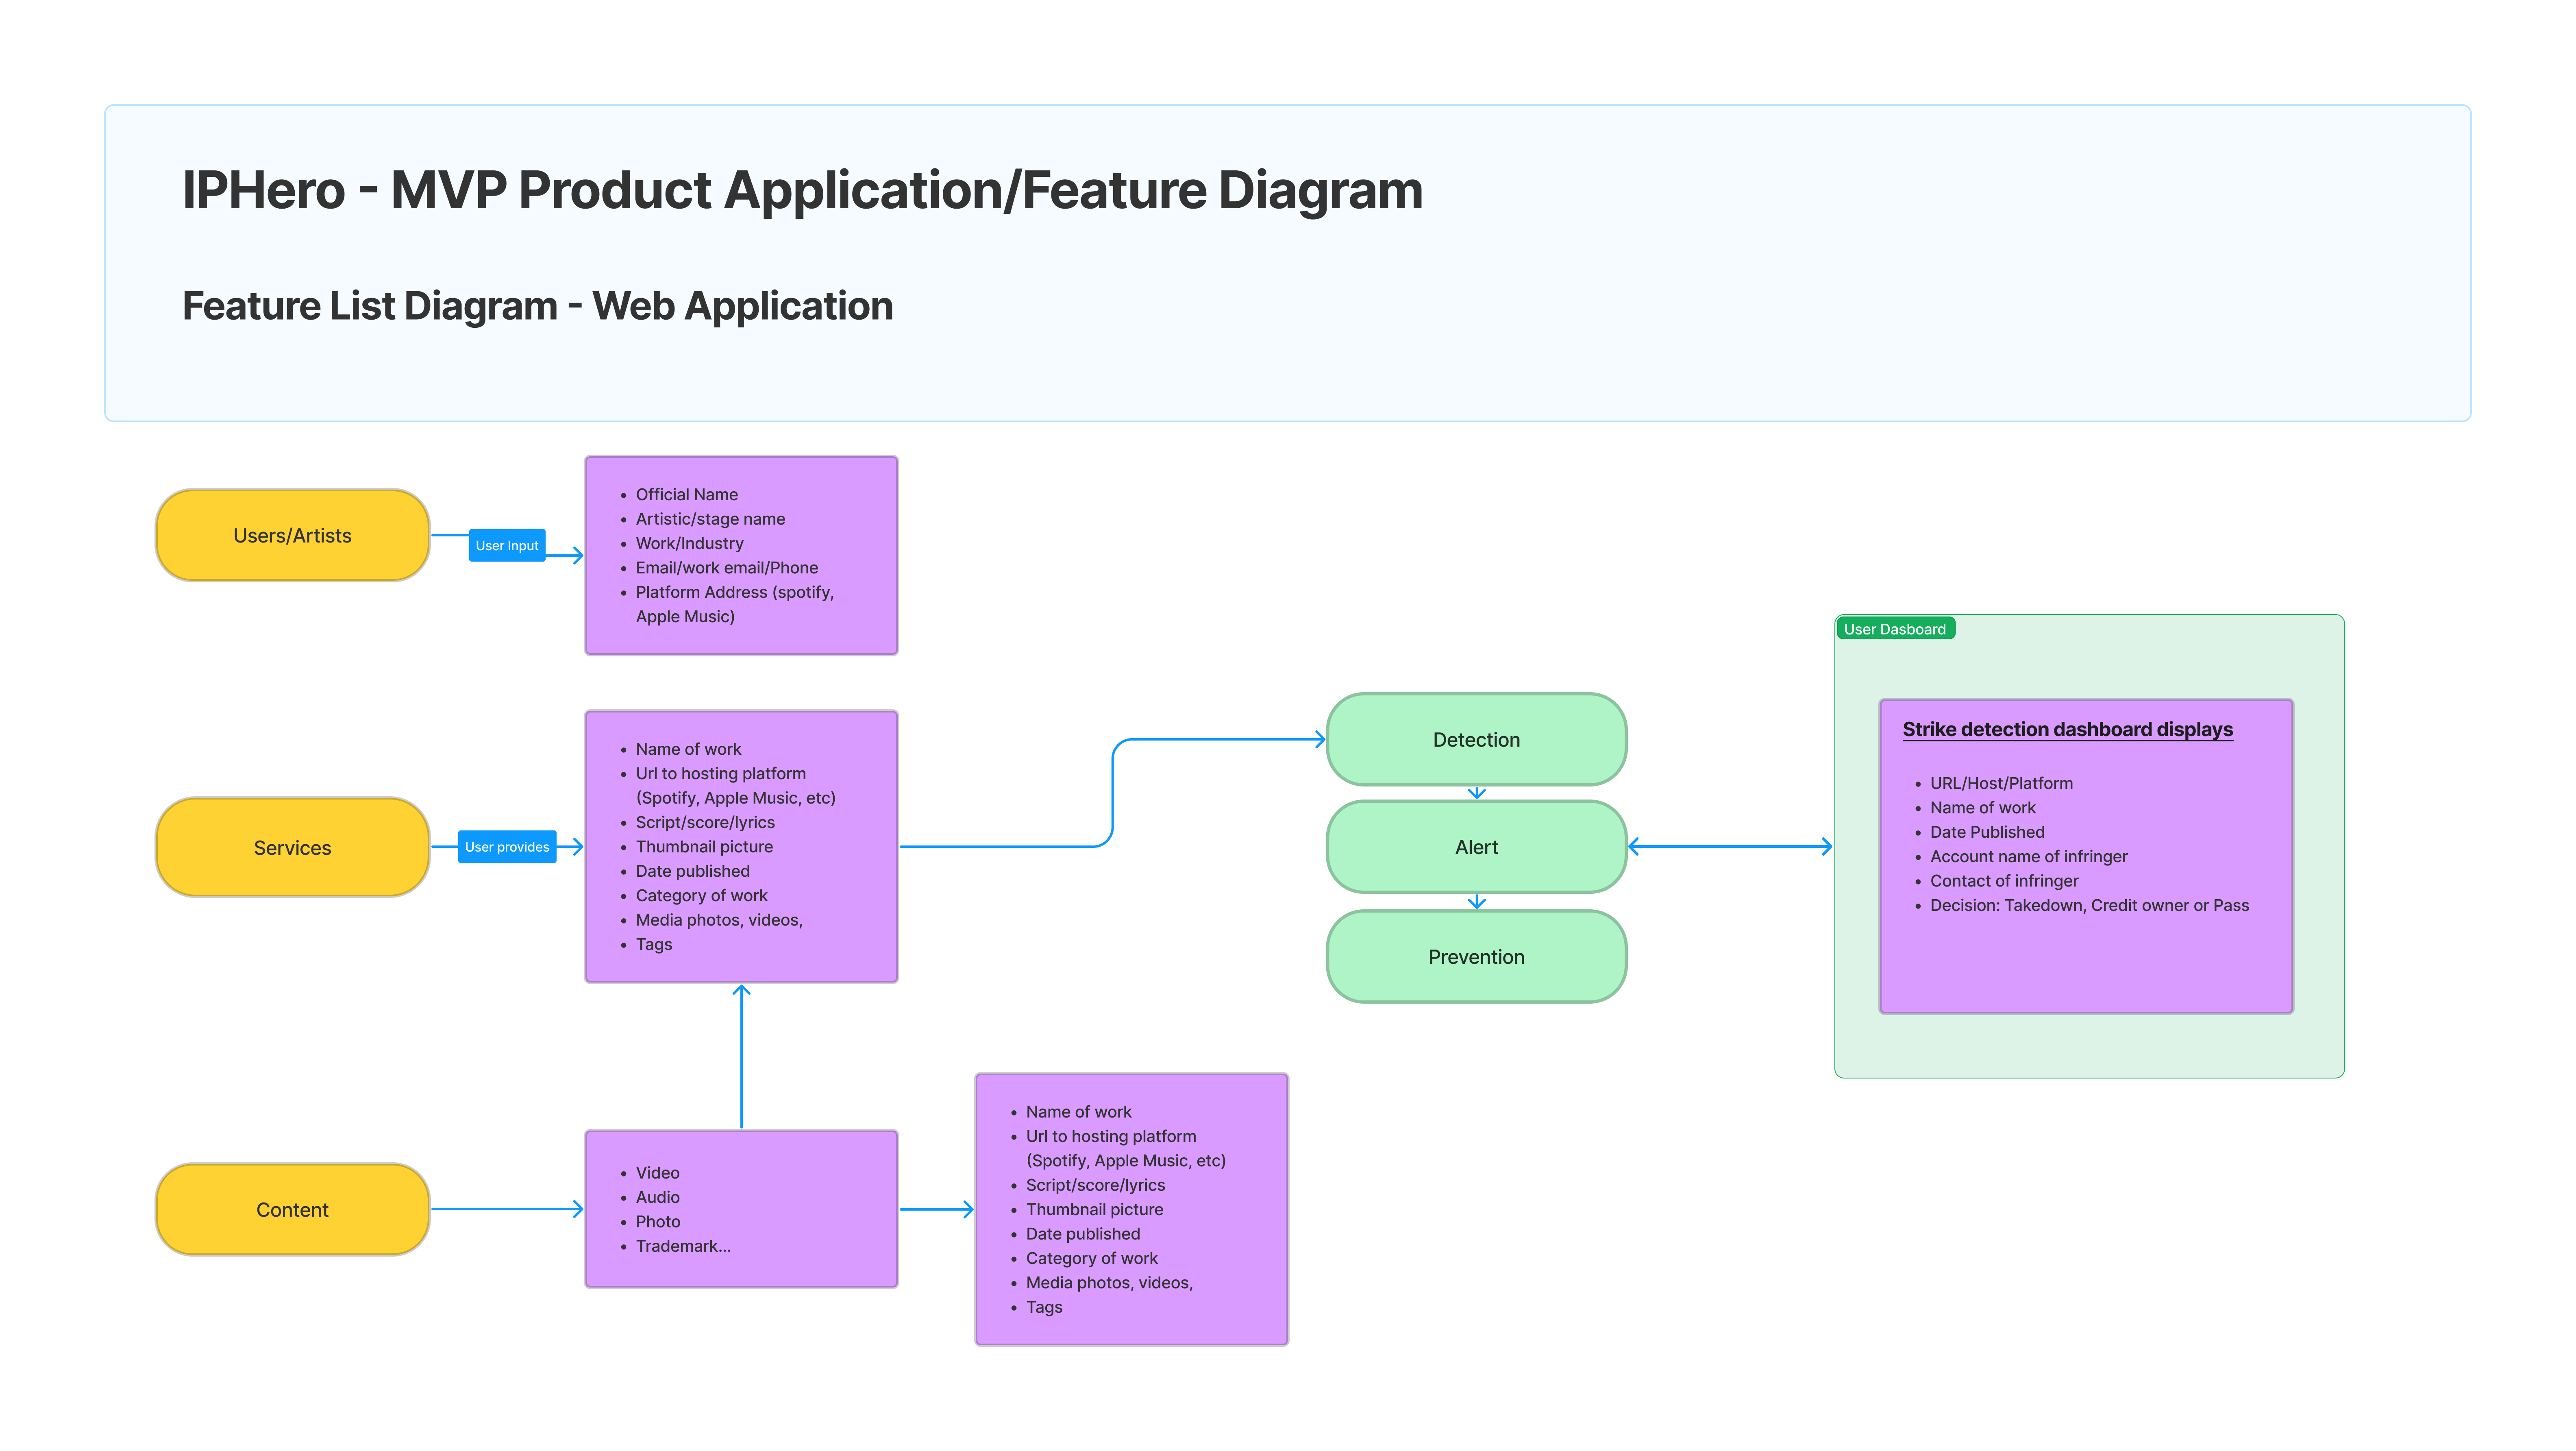 IPHero - MVP Product Application/Feature Diagram
Feature List Diagram - Web Application
Users/Artists
User Input
• Official Name
• Artistic/stage name
• Work/Industry
• Email/work email/Phone
• Platform Address (spotify,
Apple Music)
Services
User provides
• Name of work
• Url to hosting platform
(Spotify, Apple Music, etc)
• Script/score/lyrics
• Thumbnail picture
• Date published
• Category of work
• Media photos, videos,
• Tags
Detection
Alert
Prevention
User Dasboard
Strike detection dashboard displays
• URL/Host/Platform
• Name of work
• Date Published
• Account name of infringer
• Contact of infringer
• Decision: Takedown, Credit owner or Pass
Content
• Video
• Audio
• Photo
• Trademark...
• Name of work
• Url to hosting platform
(Spotify, Apple Music, etc)
• Script/score/lyrics
• Thumbnail picture
• Date published
• Category of work
• Media photos, videos,
• Tags